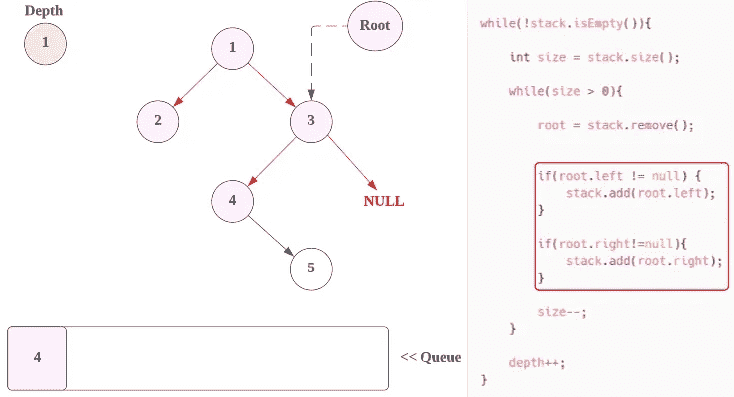 Depth
1
Root
1
2
3
4
NULL
5
4
<< Queue
while(!stack.isEmpty()){
int size = stack.size();
while(size > 0){
root = stack.remove();
if(root.left != null) {
stack.add(root.left);
}
if(root.right!=null){
stack.add(root.right);
}
size--;
}
depth++;
}